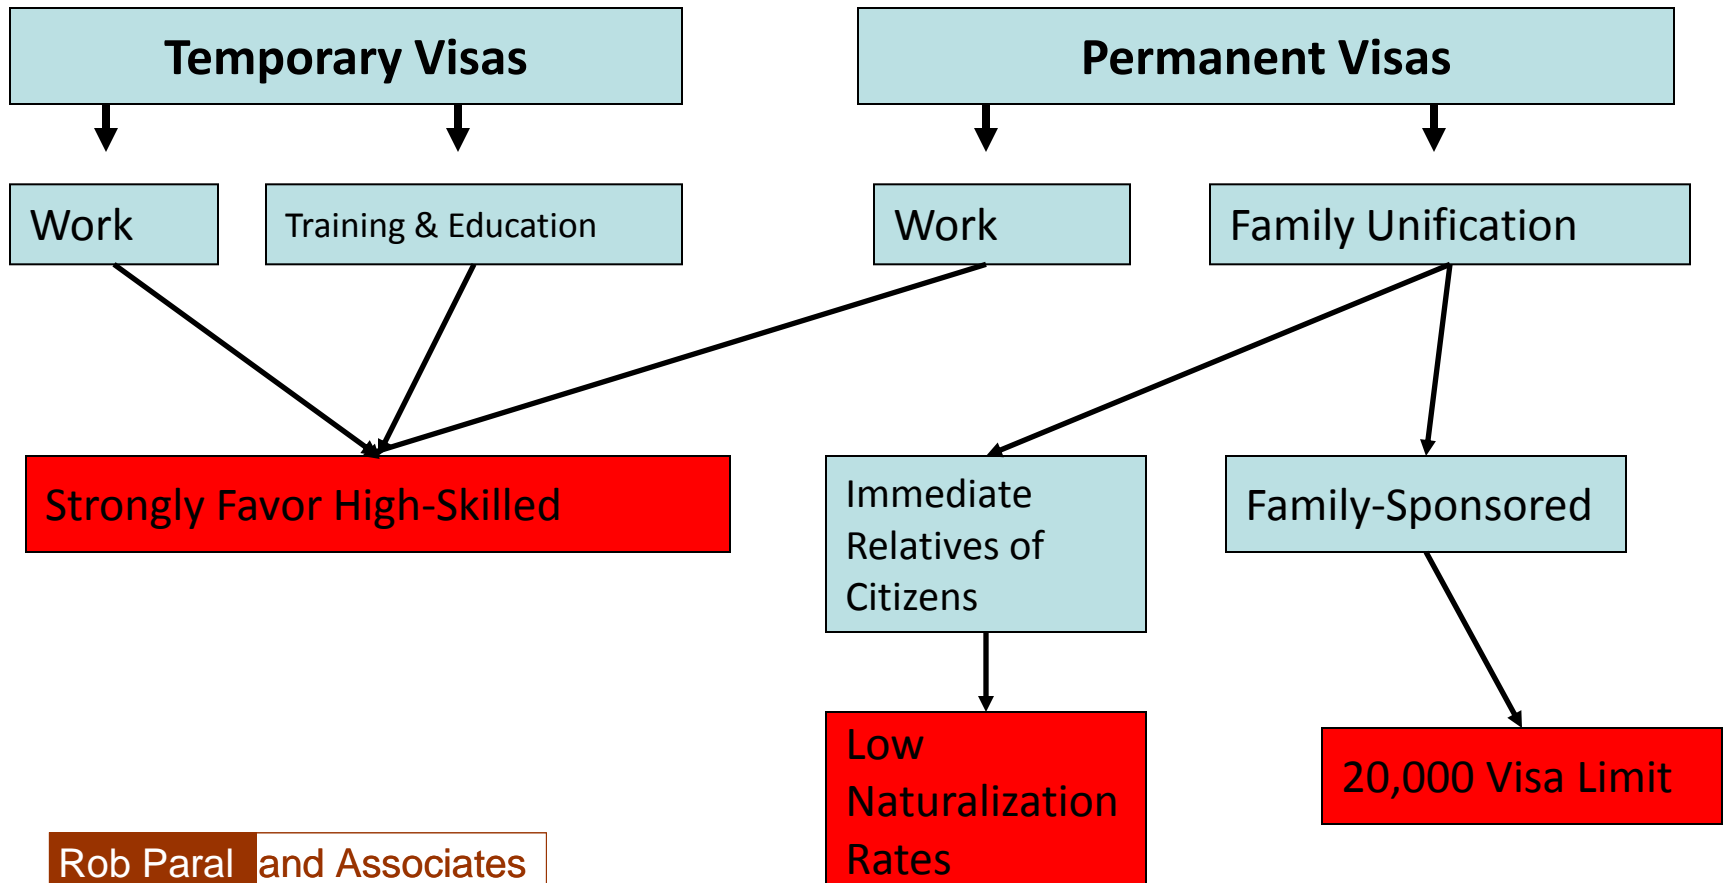 Temporary Visas
Permanent Visas
Work
Training & Education
Work
Family Unification
Strongly Favor High-Skilled
Immediate
Relatives of
Citizens
Family-Sponsored
Low
Naturalization
Rates
20,000 Visa Limit
Rob Paral and Associates